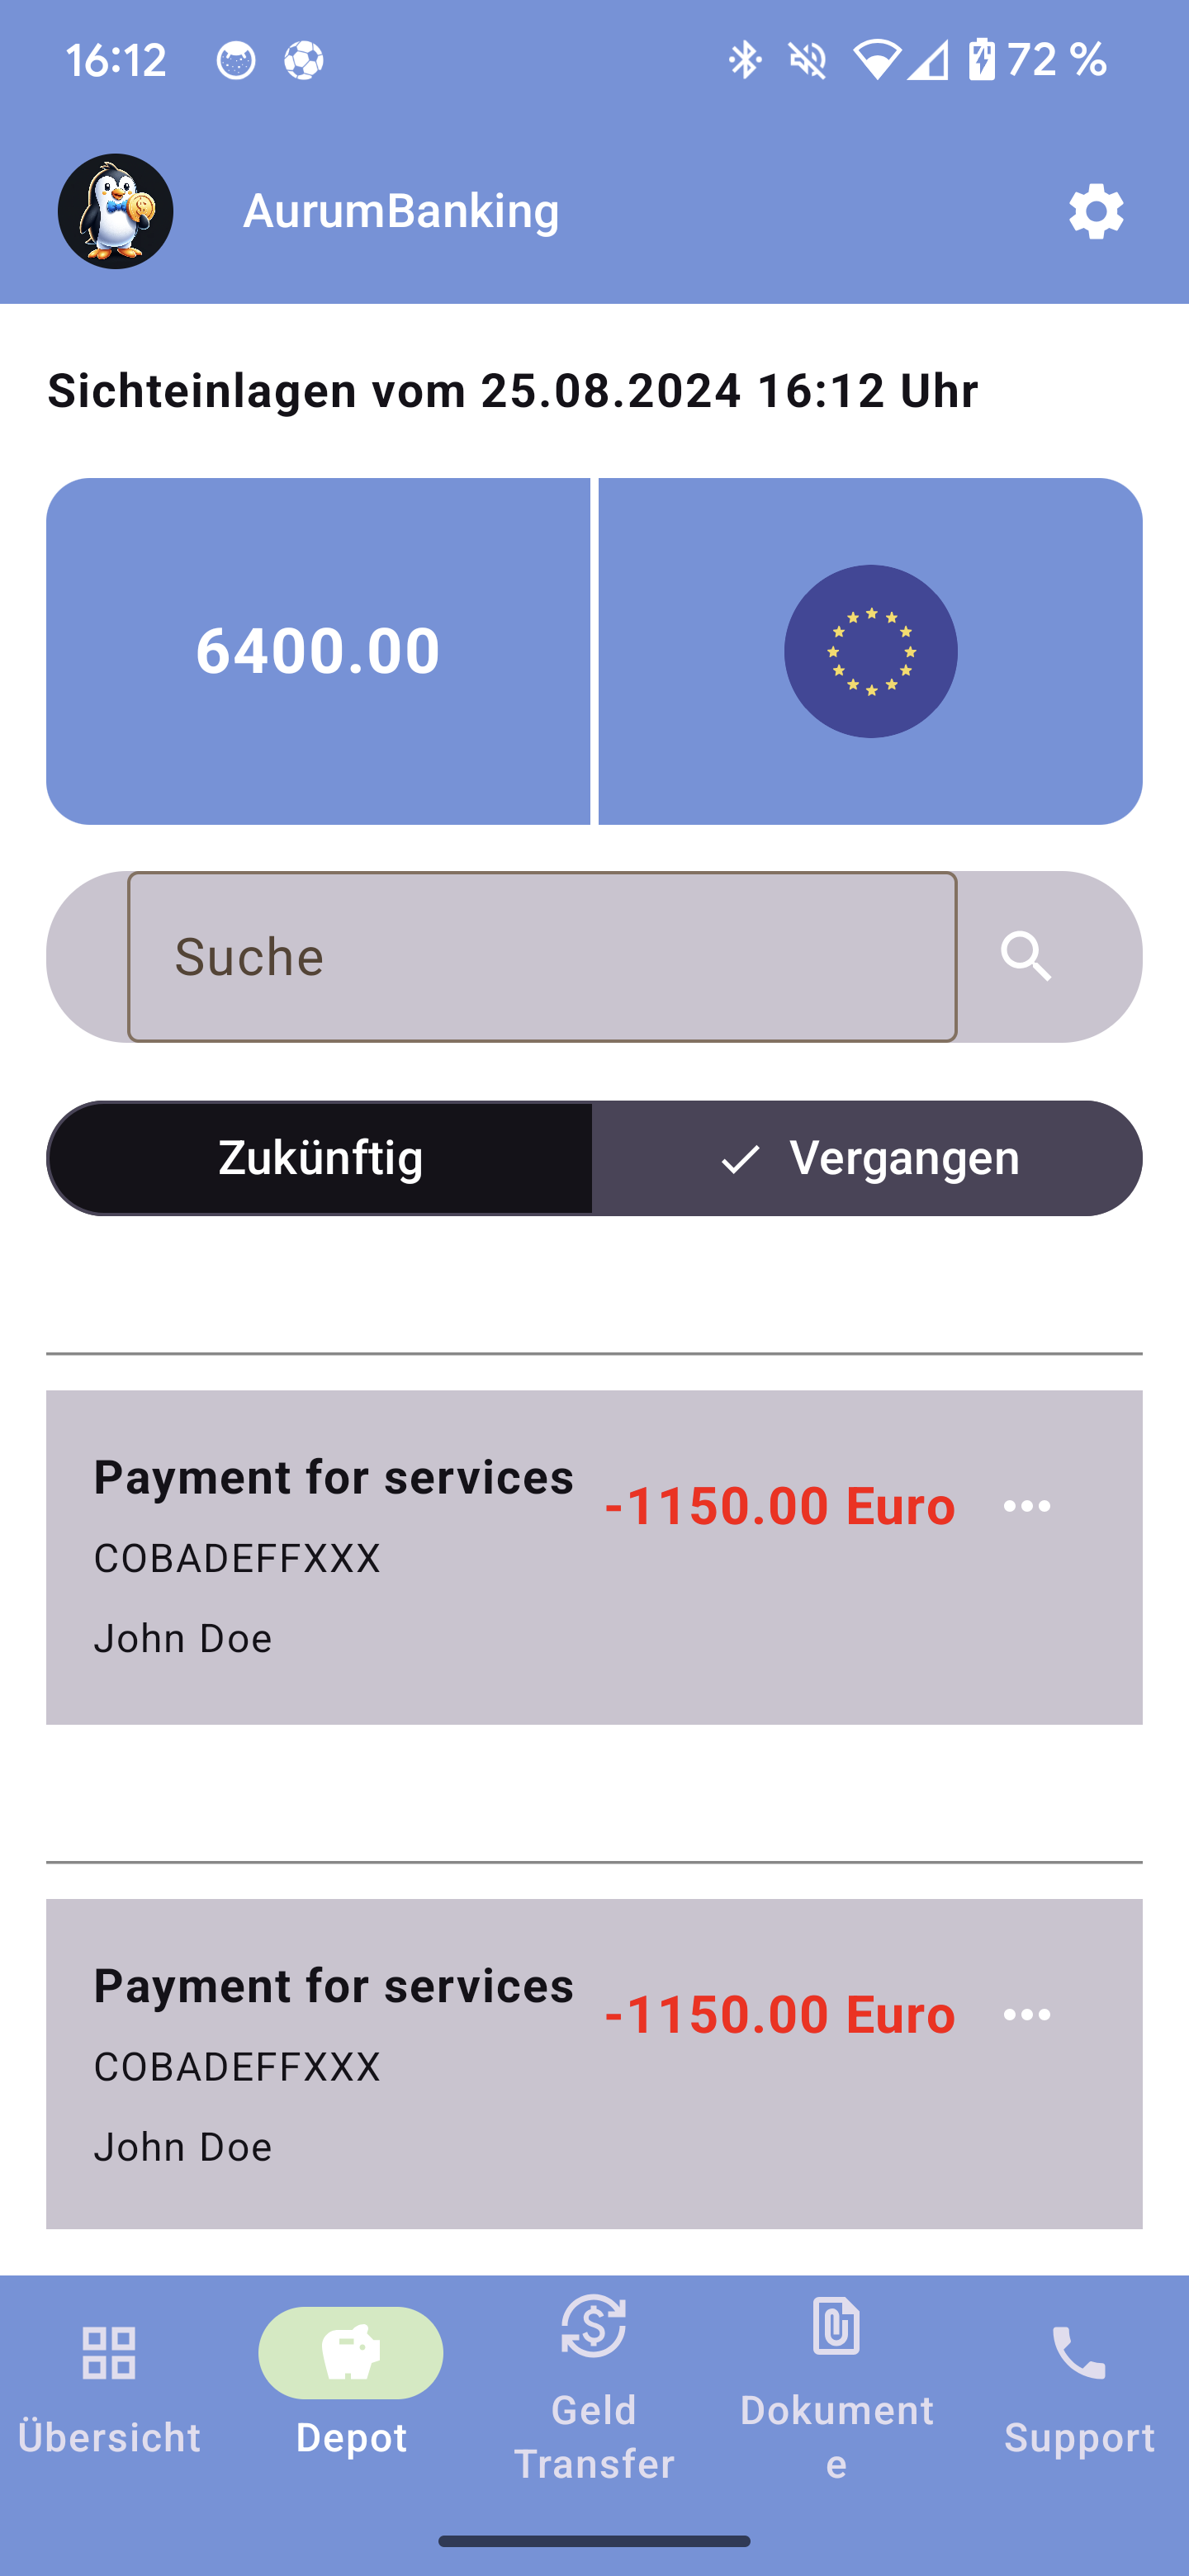 16:12
72 %
AurumBanking
Sichteinlagen vom 25.08.2024 16:12 Uhr
6400.00
Suche
Zukünftig
Vergangen
Payment for services
-1150.00 Euro
COBADEFFXXX
John Doe
Payment for services
-1150.00 Euro
COBADEFFXXX
John Doe
Übersicht
Depot
Geld
Transfer
Dokument
e
Support